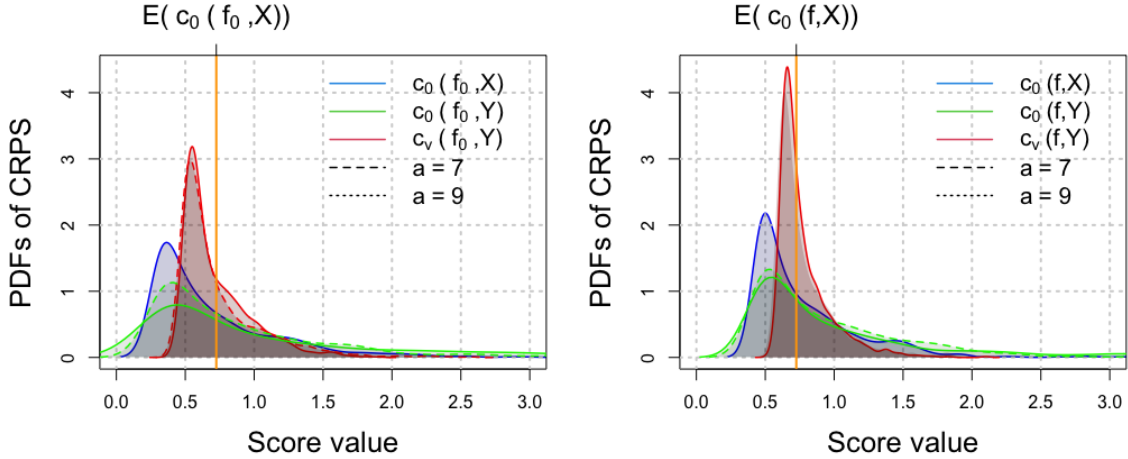 E( c₀ ( f₀ ,X))
PDFs of CRPS
4
3
2
1
0
c₀ ( f₀ ,X)
c₀ ( f₀ ,Y)
cᵥ ( f₀ ,Y)
a = 7
a = 9
0.0 0.5 1.0 1.5 2.0 2.5 3.0
Score value
E( c₀ (f,X))
PDFs of CRPS
4
3
2
1
0
c₀ (f,X)
c₀ (f,Y)
cᵥ (f,Y)
a = 7
a = 9
0.0 0.5 1.0 1.5 2.0 2.5 3.0
Score value